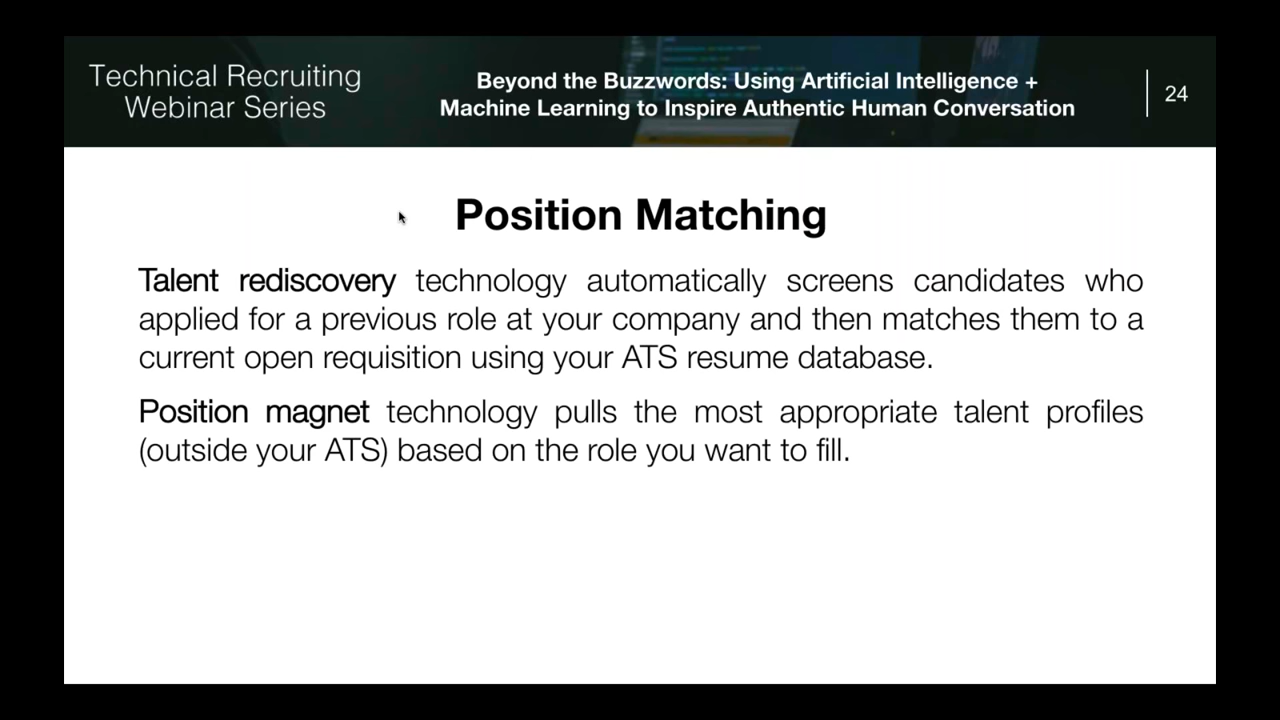 Technical Recruiting
Webinar Series
Beyond the Buzzwords: Using Artificial Intelligence +
Machine Learning to Inspire Authentic Human Conversation
24
Position Matching
Talent rediscovery technology automatically screens candidates who
applied for a previous role at your company and then matches them to a
current open requisition using your ATS resume database.
Position magnet technology pulls the most appropriate talent profiles
(outside your ATS) based on the role you want to fill.